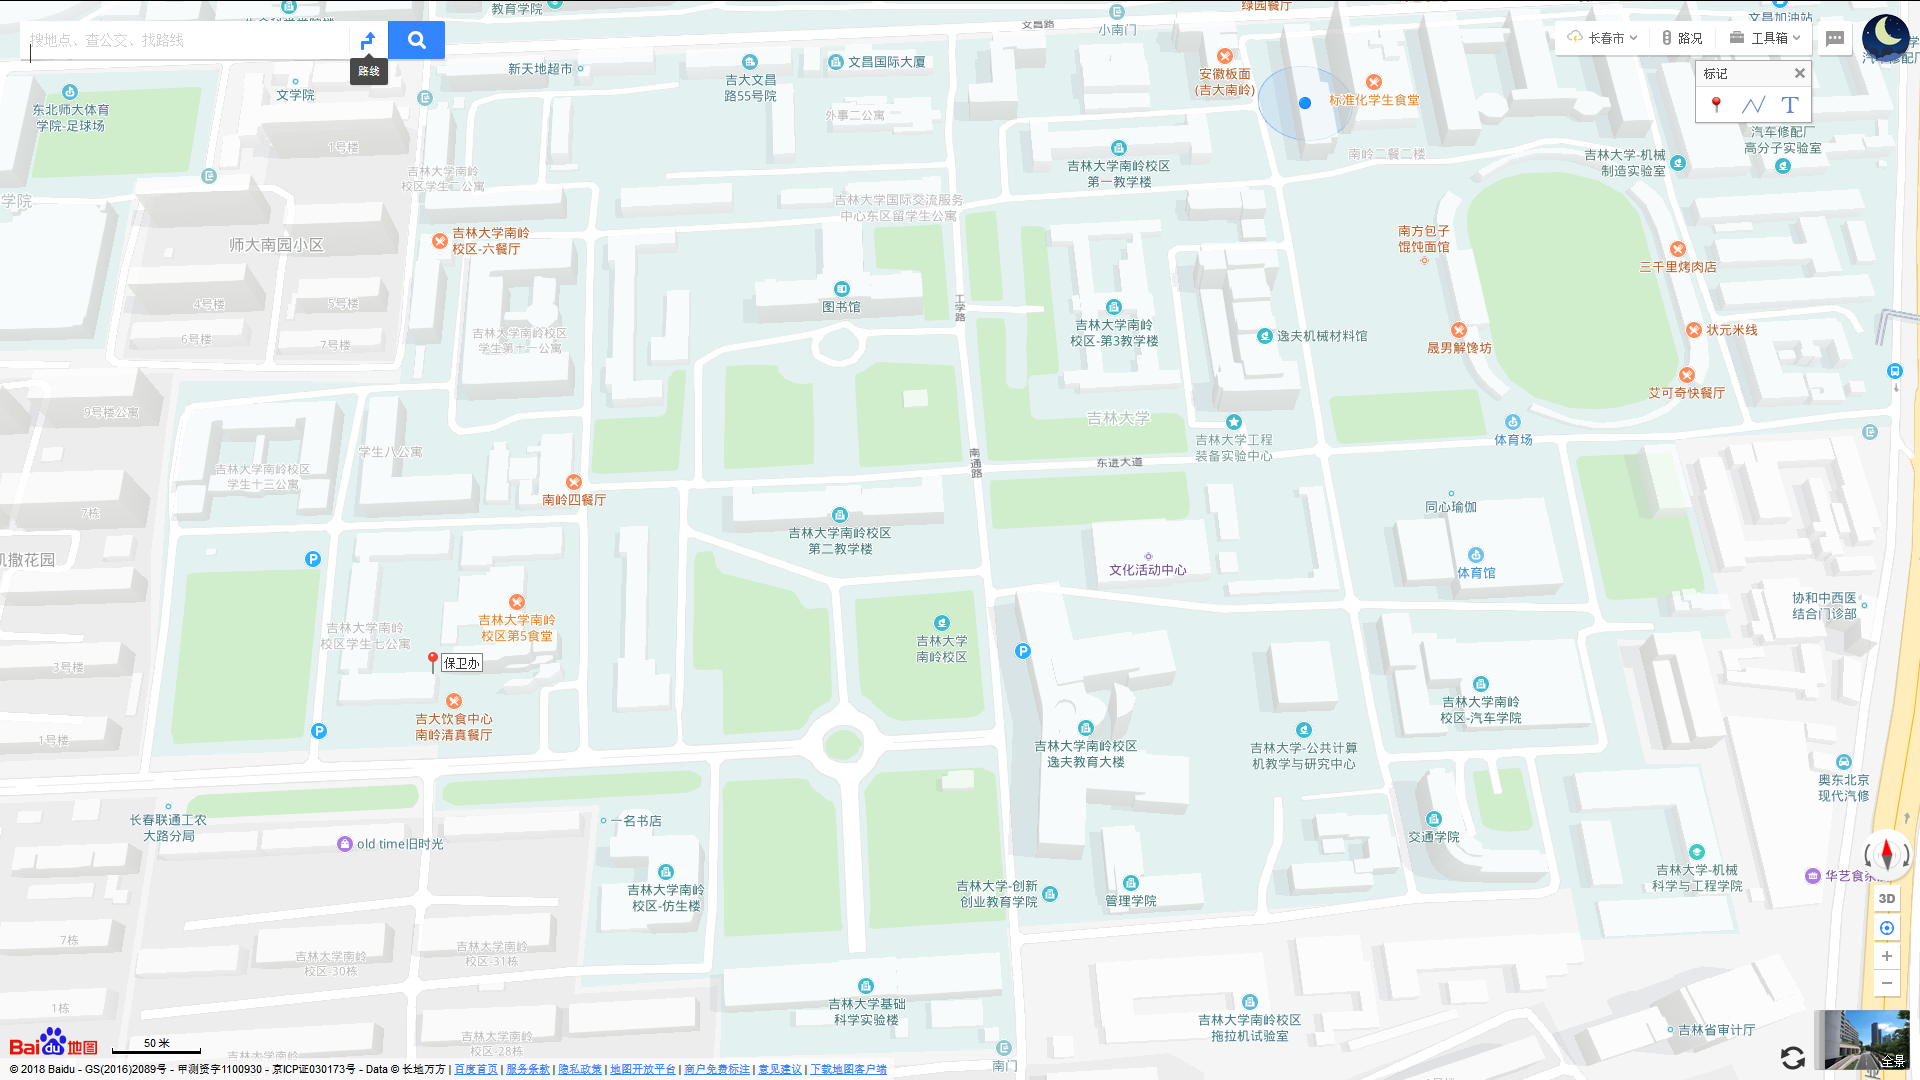 教育学院
绿园餐厅
文昌路
小南门
文昌加油站
搜地点、查公交、找路线
路线
长春市
路况
工具箱
标记
T
新天地超市
文学院
东北师大体育
学院-足球场
吉大文昌
路55号院
文昌国际大厦
外事二公寓
安徽板面
(吉大南岭)
标准化学生食堂
南岭二餐二楼
汽车修配厂
高分子实验室
吉林大学-机械
制造实验室
1号楼
吉林大学南岭
校区学生二公寓
吉林大学南岭校区
第一教学楼
学院
吉林大学国际交流服务
中心东区留学生公寓
师大南园小区
吉林大学南岭
校区-六餐厅
南方包子
馄饨面馆
三千里烤肉店
4号楼
5号楼
6号楼
7号楼
图书馆
工学路
吉林大学南岭校区
学生第十一公寓
吉林大学南岭
校区-第3教学楼
逸夫机械材料馆
晟男解馋坊
状元米线
艾可奇快餐厅
9号楼公寓
吉林大学
吉林大学工程
装备实验中心
体育场
学生八公寓
南通路
东进大道
吉林大学南岭校区
学生十三公寓
南岭四餐厅
7栋
同心瑜伽
吉林大学南岭校区
第二教学楼
凯撒花园
文化活动中心
体育馆
协和中西医
结合门诊部
吉林大学南岭
校区第5食堂
吉林大学南岭
校区学生七公寓
吉林大学
南岭校区
保卫办
3号楼
吉大饮食中心
南岭清真餐厅
吉林大学南岭
校区-汽车学院
1号楼
吉林大学南岭校区
逸夫教育大楼
吉林大学-公共计算
机教学与研究中心
奥东北京
现代汽修
长春联通工农
大路分局
一名书店
old time旧时光
交通学院
吉林大学-机械
科学与工程学院
华艺食杂
吉林大学南岭
校区-仿生楼
吉林大学-创新
创业教育学院
管理学院
3D
7栋
吉林大学南岭
校区-30栋
吉林大学南岭
校区-31栋
1栋
吉林大学基础
科学实验楼
吉林大学南岭校区
拖拉机试验室
吉林省审计厅
吉林大学南岭
校区-28栋
吉林大学南岭
南门
全景
Bai du 地图
50 米
© 2018 Baidu - GS(2016)2089号 - 甲测资字1100930 - 京ICP证030173号 - Data © 长地万方 | 百度首页 | 服务条款 | 隐私政策 | 地图开放平台 | 商户免费标注 | 意见建议 | 下载地图客户端